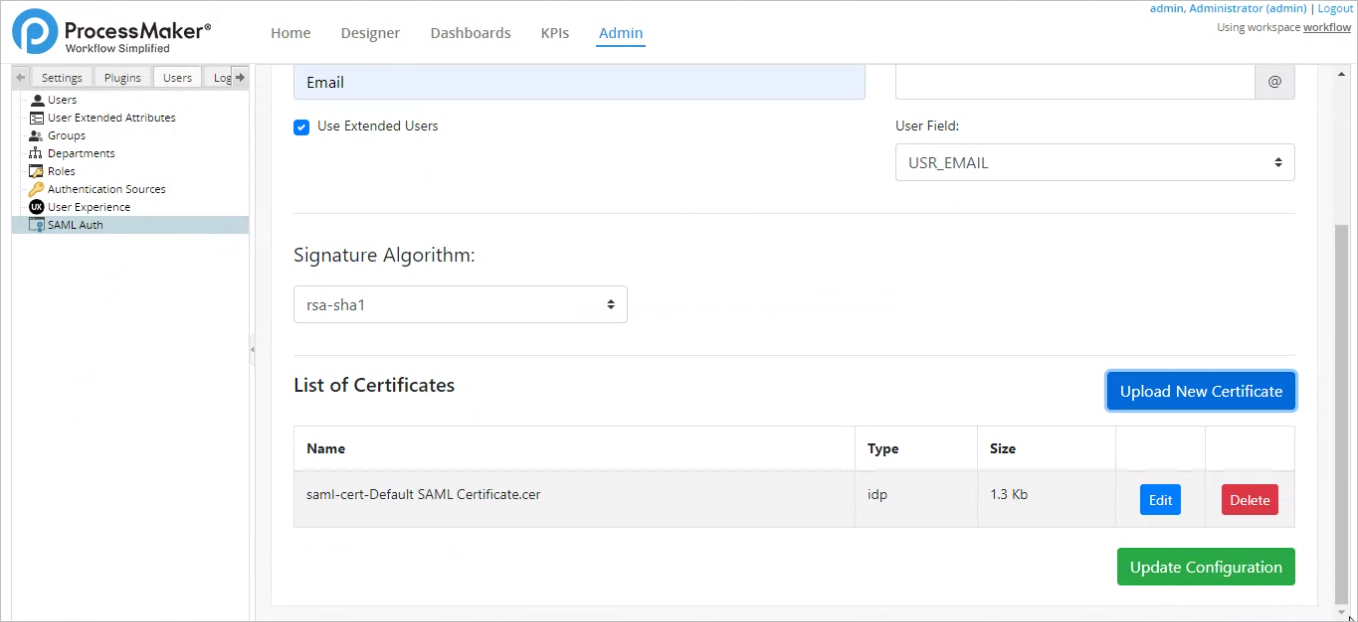 admin, Administrator (admin) | Logout
Using workspace workflow
ProcessMaker®
Workflow Simplified
Home Designer Dashboards KPIs Admin
Settings Plugins Users Log
Users
User Extended Attributes
Groups
Departments
Roles
Authentication Sources
UX User Experience
SAML Auth
Email @
Use Extended Users User Field:
USR_EMAIL
Signature Algorithm:
rsa-sha1
List of Certificates Upload New Certificate
Name Type Size
saml-cert-Default SAML Certificate.cer idp 1.3 Kb Edit Delete
Update Configuration